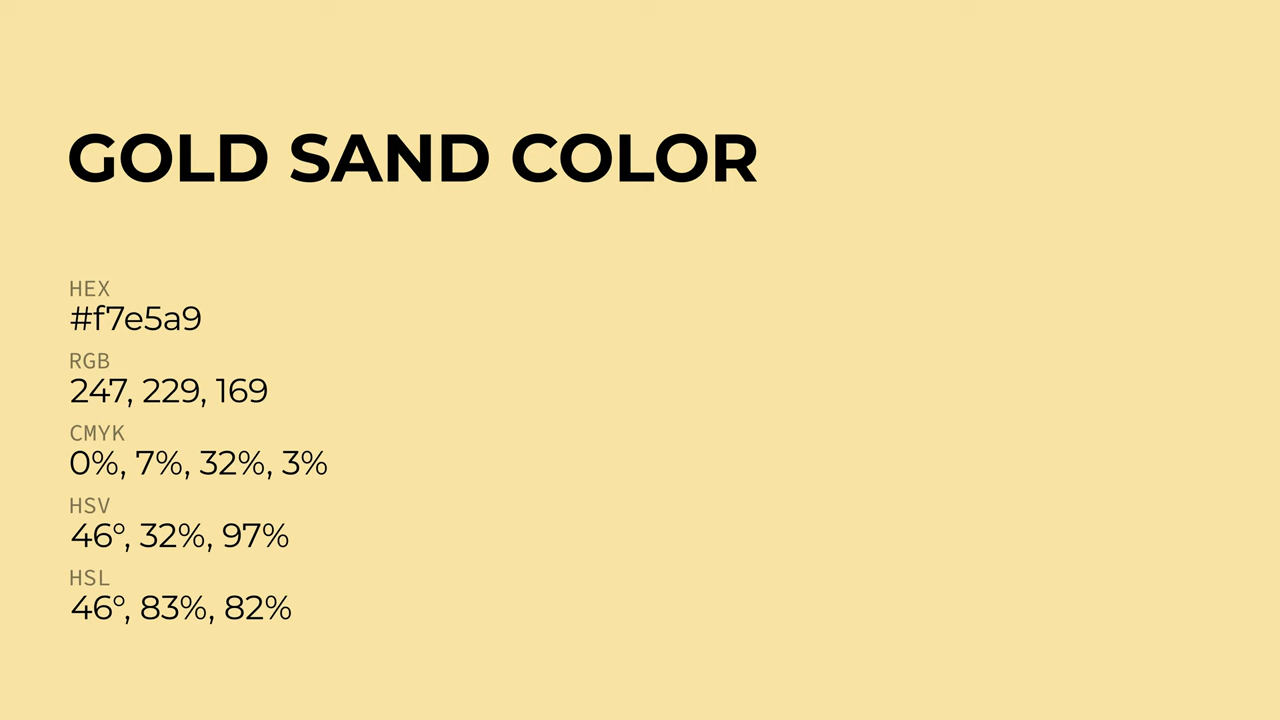 GOLD SAND COLOR
HEX
#f7e5a9
RGB
247, 229, 169
CMYK
0%, 7%, 32%, 3%
HSV
46°, 32%, 97%
HSL
46°, 83%, 82%